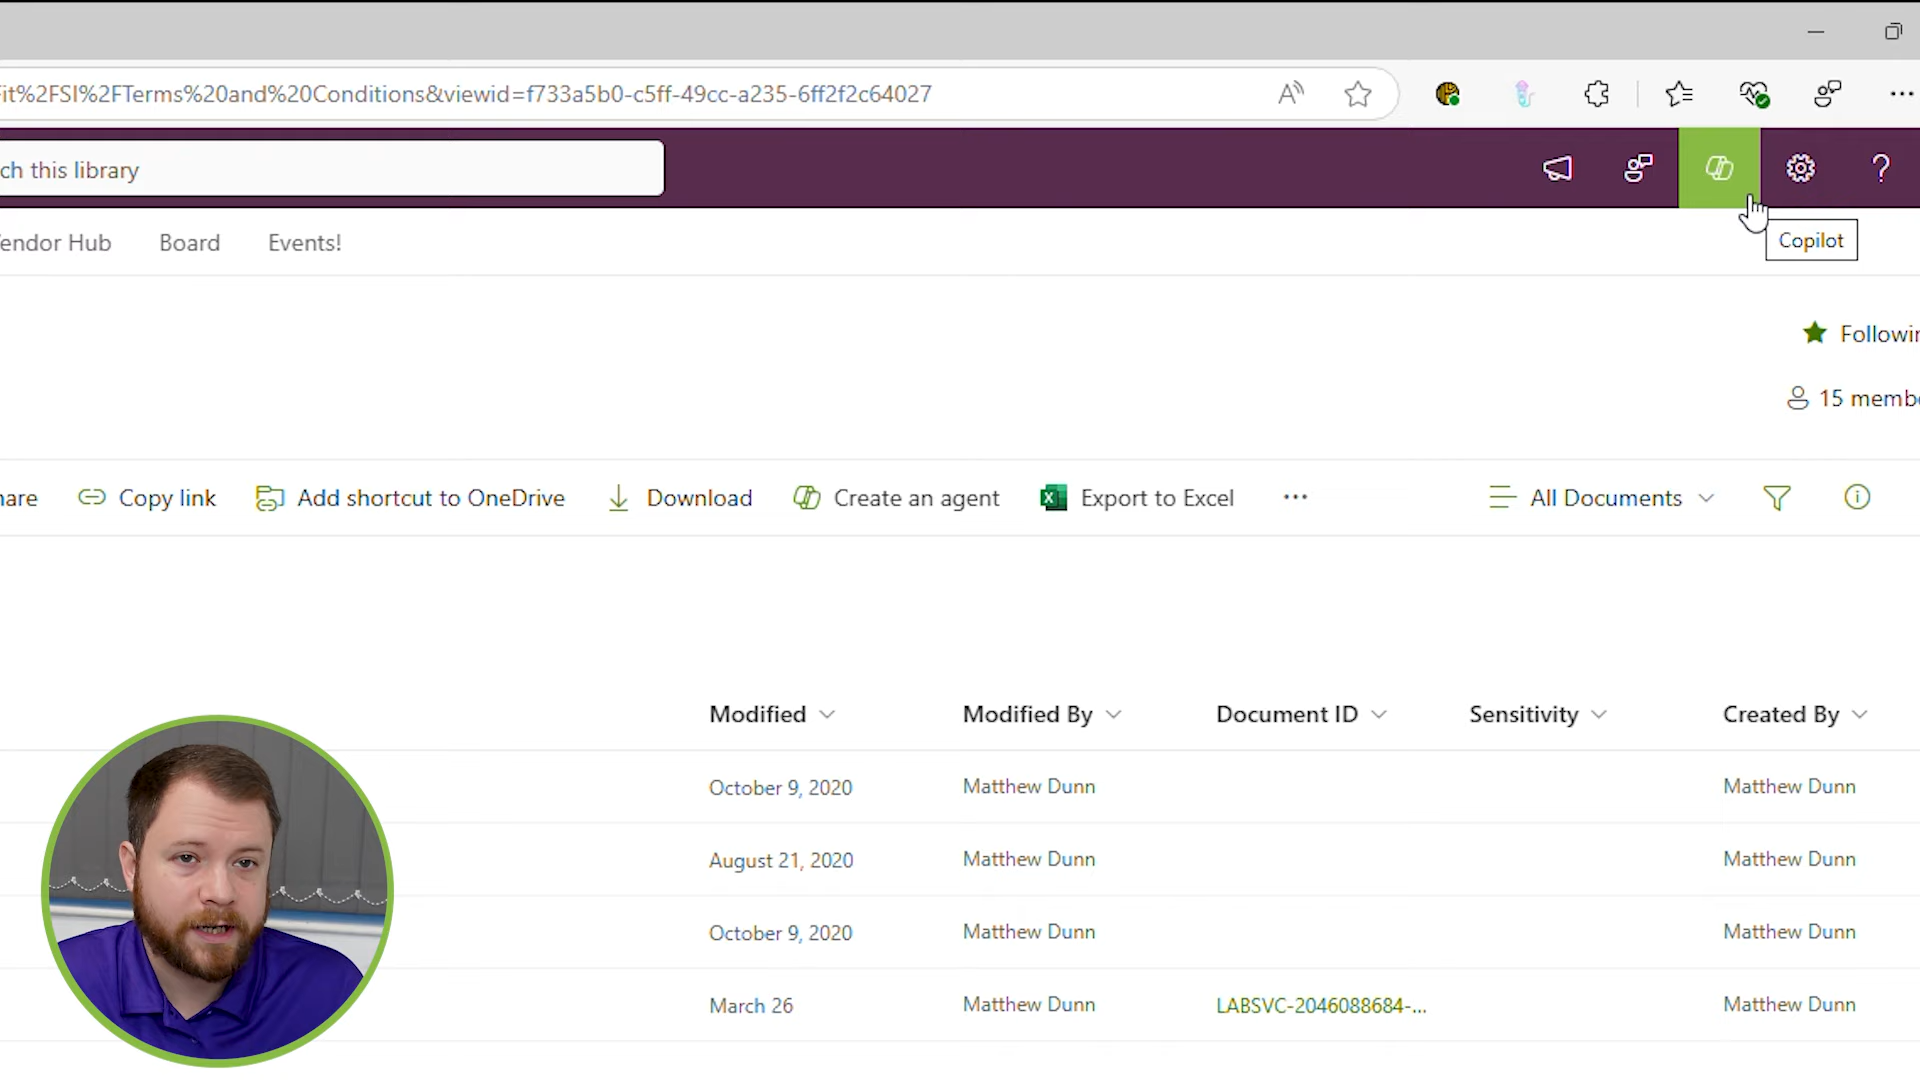 it%2FSI%2FTerms%20and%20Conditions&viewid=f733a5b0-c5ff-49cc-a235-6ff2f2c64027
ch this library
Copilot
endor Hub Board Events!
Followin
15 membe
are Copy link Add shortcut to OneDrive Download Create an agent Export to Excel ... All Documents
Modified Modified By Document ID Sensitivity Created By
October 9, 2020 Matthew Dunn Matthew Dunn
August 21, 2020 Matthew Dunn Matthew Dunn
October 9, 2020 Matthew Dunn Matthew Dunn
March 26 Matthew Dunn LABSVC-2046088684-... Matthew Dunn